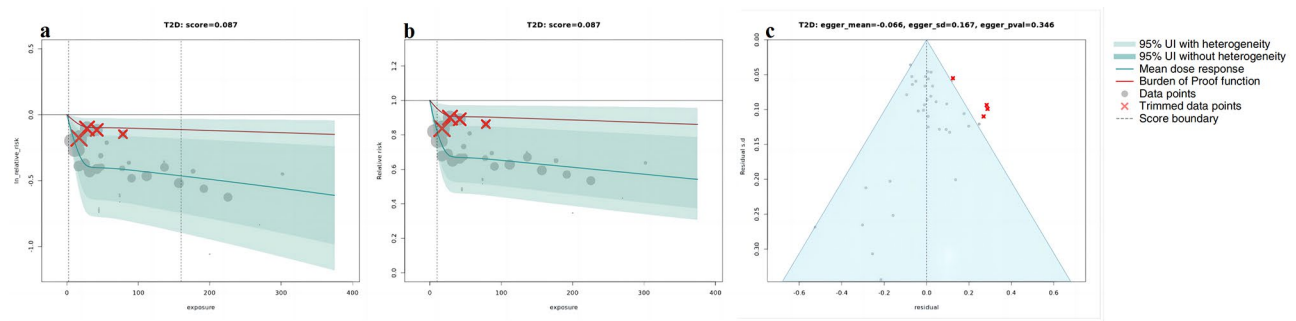 T2D: score=0.087
a
0.5
0.0
-0.5
-1.0
ln_relative_risk
0
100
200
300
400
exposure
T2D: score=0.087
b
1.2
1.0
0.8
0.6
0.4
0.2
0.0
Relative risk
0
100
200
300
400
exposure
T2D: egger_mean=-0.066, egger_sd=0.167, egger_pval=0.346
c
0.00
0.05
0.10
0.15
0.20
0.25
0.30
Residual s.d
-0.6
-0.4
-0.2
0.0
0.2
0.4
0.6
residual
95% UI with heterogeneity
95% UI without heterogeneity
Mean dose response
Burden of Proof function
Data points
Trimmed data points
Score boundary